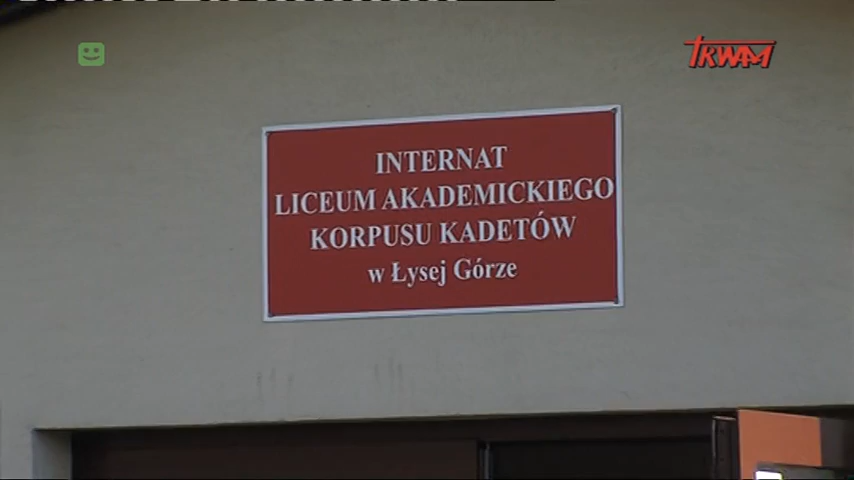 TRWAM
INTERNAT
LICEUM AKADEMICKIEGO
KORPUSU KADETÓW
w Łysej Górze